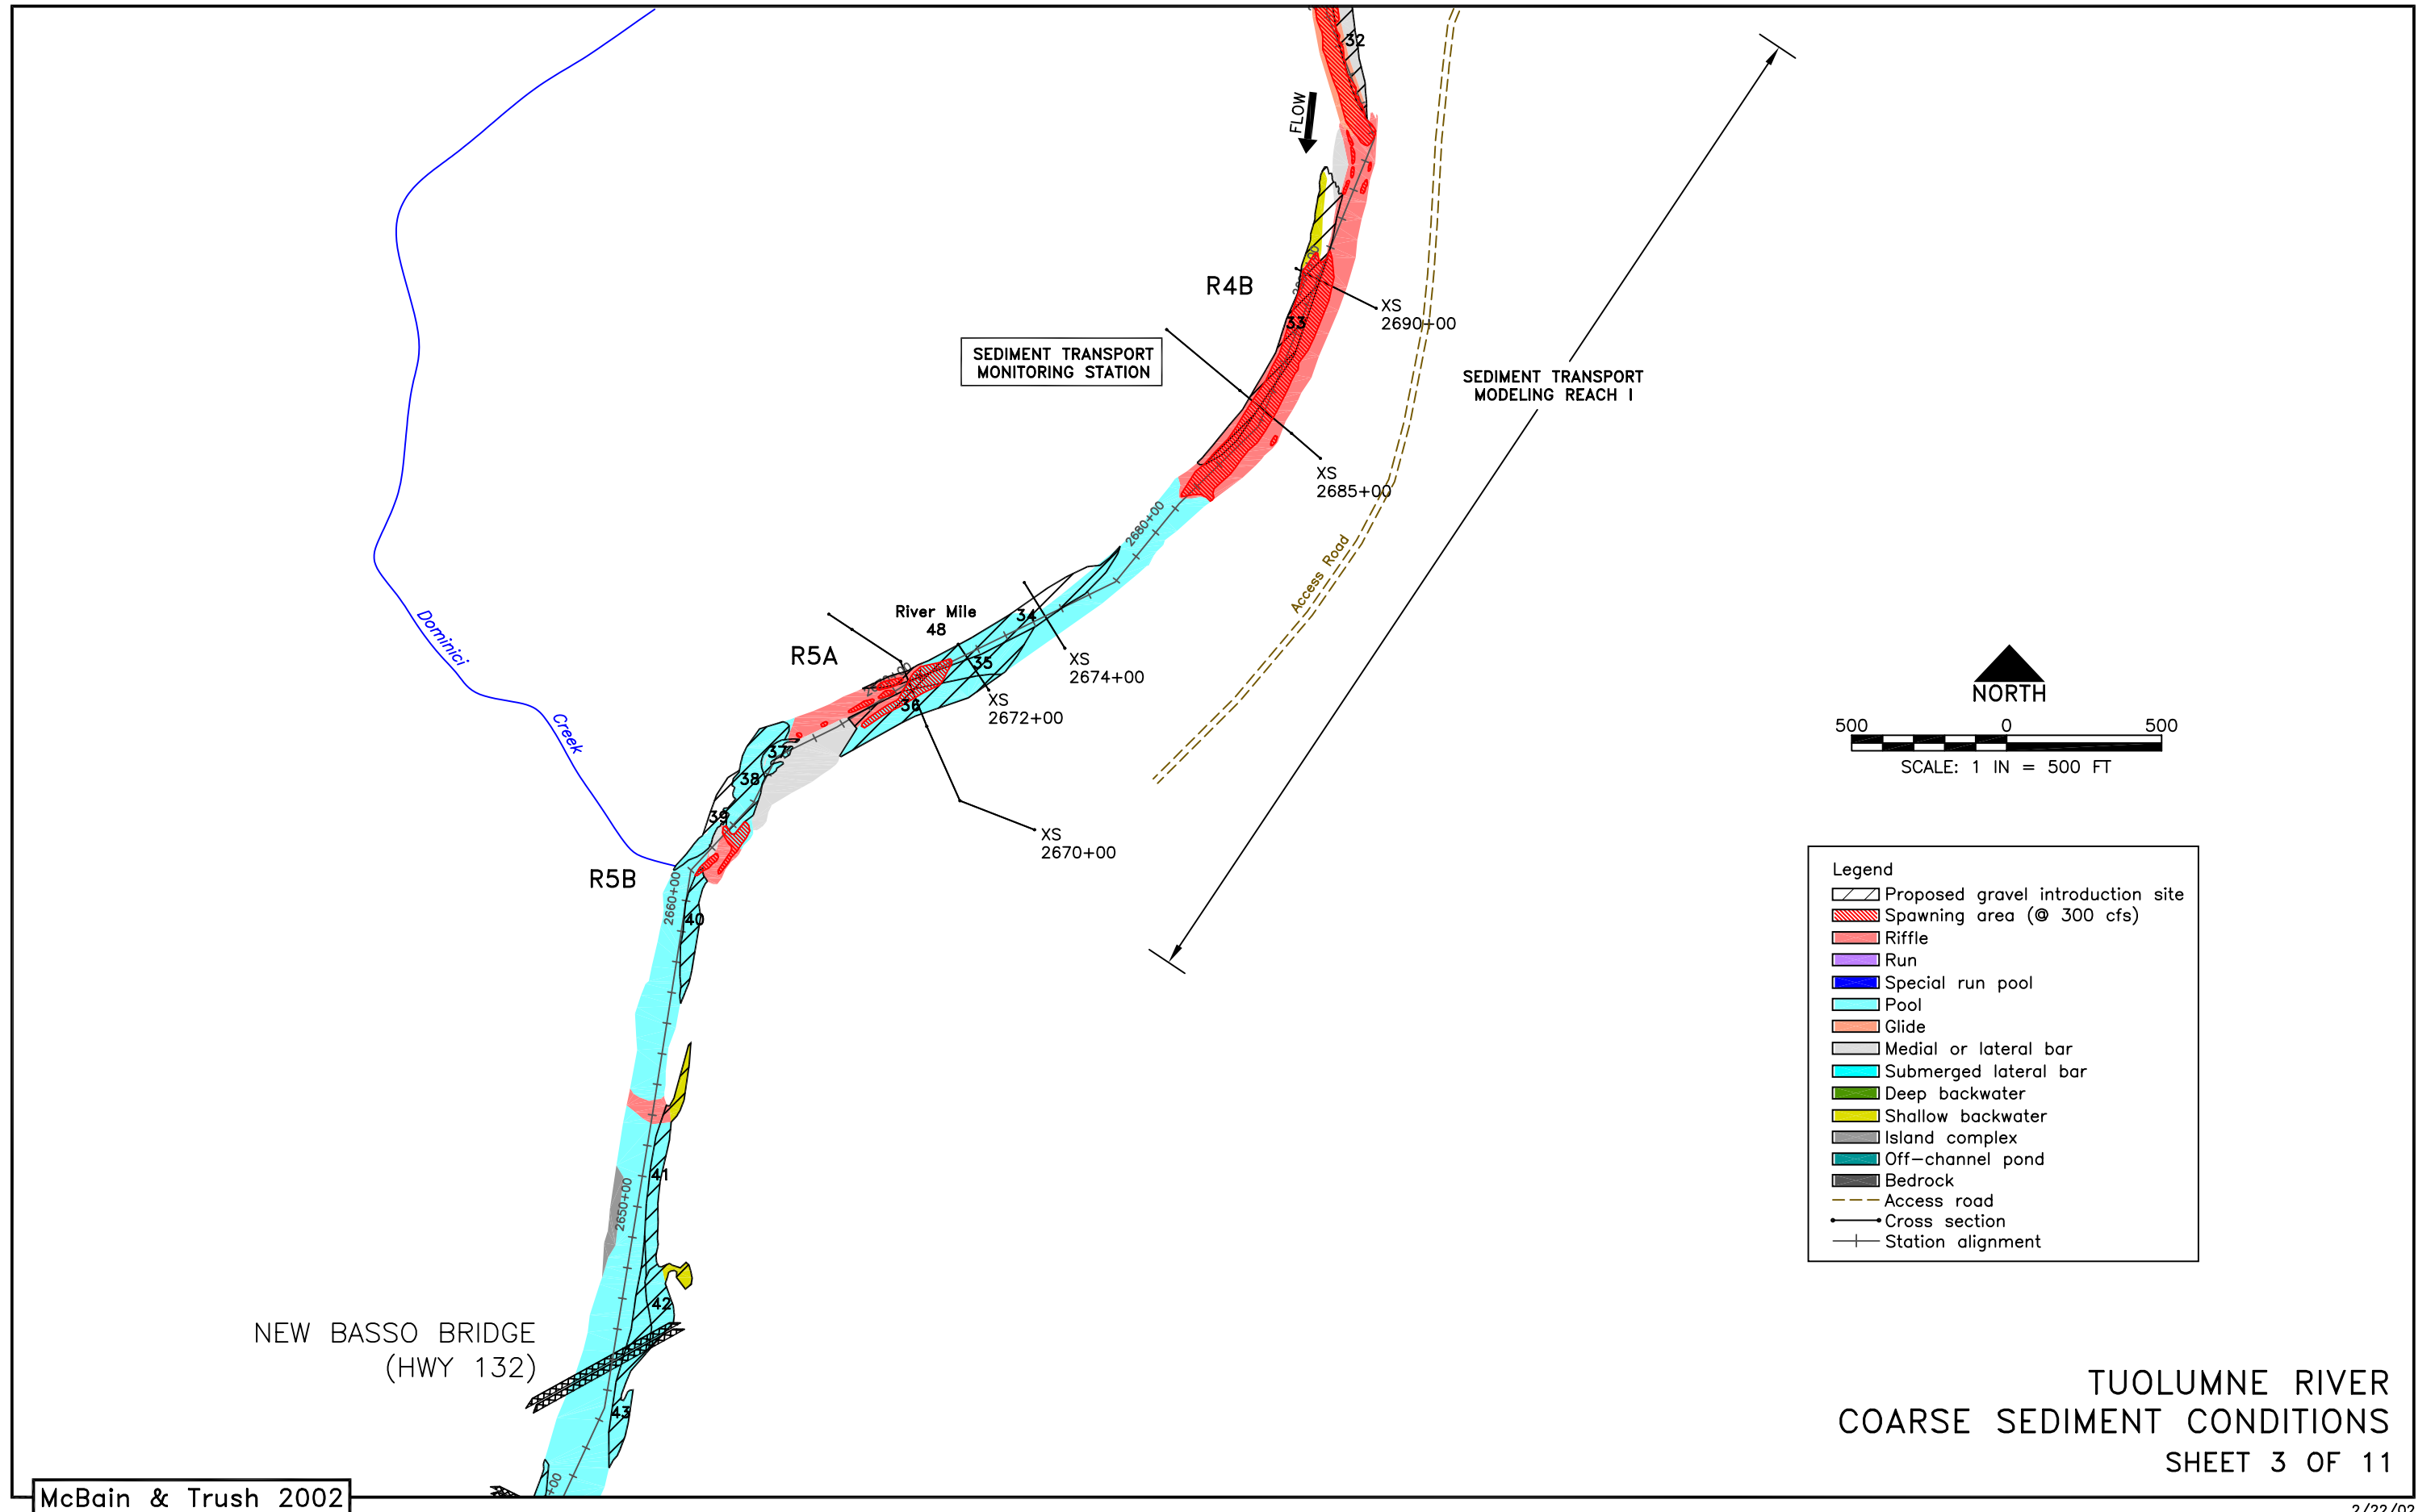 32
FLOW
R4B
XS
2690+00
33
SEDIMENT TRANSPORT
MONITORING STATION
SEDIMENT TRANSPORT
MODELING REACH I
XS
2685+00
2680+00
Access Road
River Mile
48
34
R5A
35
XS
2674+00
36
XS
2672+00
Dominici
Creek
37
38
39
XS
2670+00
R5B
2660+00
40
NORTH
500 0 500
SCALE: 1 IN = 500 FT
Legend
Proposed gravel introduction site
Spawning area (@ 300 cfs)
Riffle
Run
Special run pool
Pool
Glide
Medial or lateral bar
Submerged lateral bar
Deep backwater
Shallow backwater
Island complex
Off-channel pond
Bedrock
Access road
Cross section
Station alignment
41
2650+00
42
NEW BASSO BRIDGE
(HWY 132)
43
TUOLUMNE RIVER
COARSE SEDIMENT CONDITIONS
SHEET 3 OF 11
McBain & Trush 2002